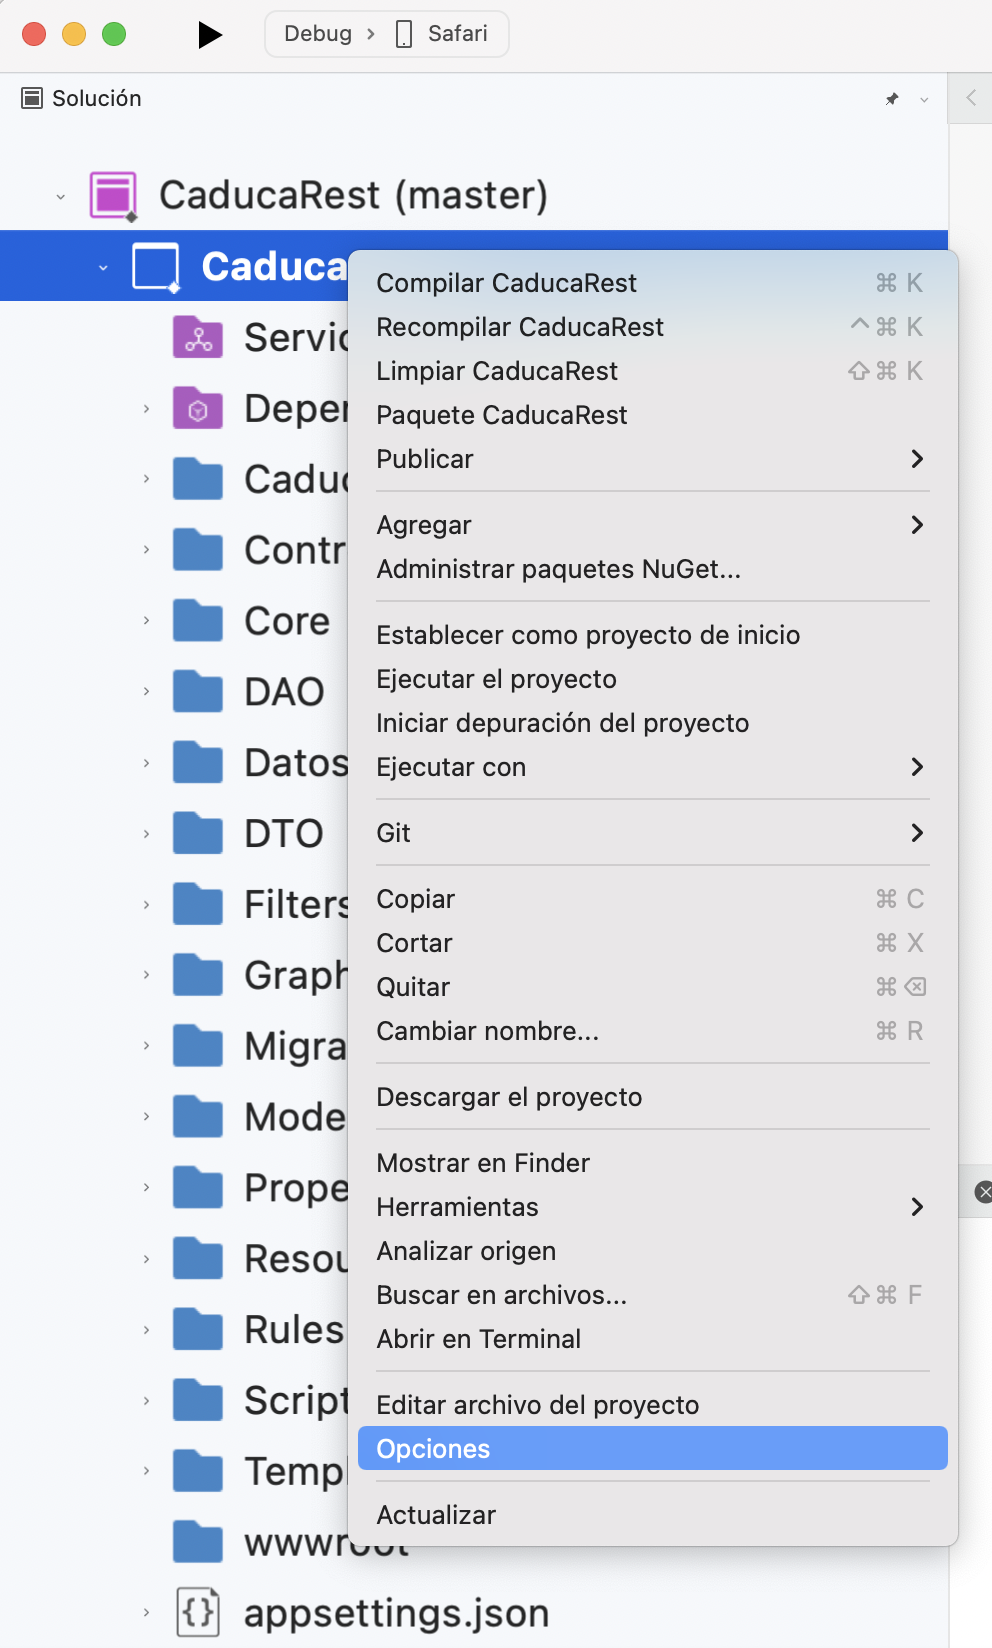 Debug › Safari
Solución
CaducaRest (master)
Caduca
Compilar CaducaRest ⌘ K
Recompilar CaducaRest ^⌘ K
Limpiar CaducaRest ⇧⌘ K
Paquete CaducaRest
Publicar
Agregar
Administrar paquetes NuGet...
Establecer como proyecto de inicio
Ejecutar el proyecto
Iniciar depuración del proyecto
Ejecutar con
Git
Copiar ⌘ C
Cortar ⌘ X
Quitar ⌘⌫
Cambiar nombre... ⌘ R
Descargar el proyecto
Mostrar en Finder
Herramientas
Analizar origen
Buscar en archivos... ⇧⌘ F
Abrir en Terminal
Editar archivo del proyecto
Opciones
Actualizar
Servic
Deper
Caduc
Contr
Core
DAO
Datos
DTO
Filters
Graph
Migra
Mode
Prope
Resou
Rules
Script
Temp
wwwroot
appsettings.json